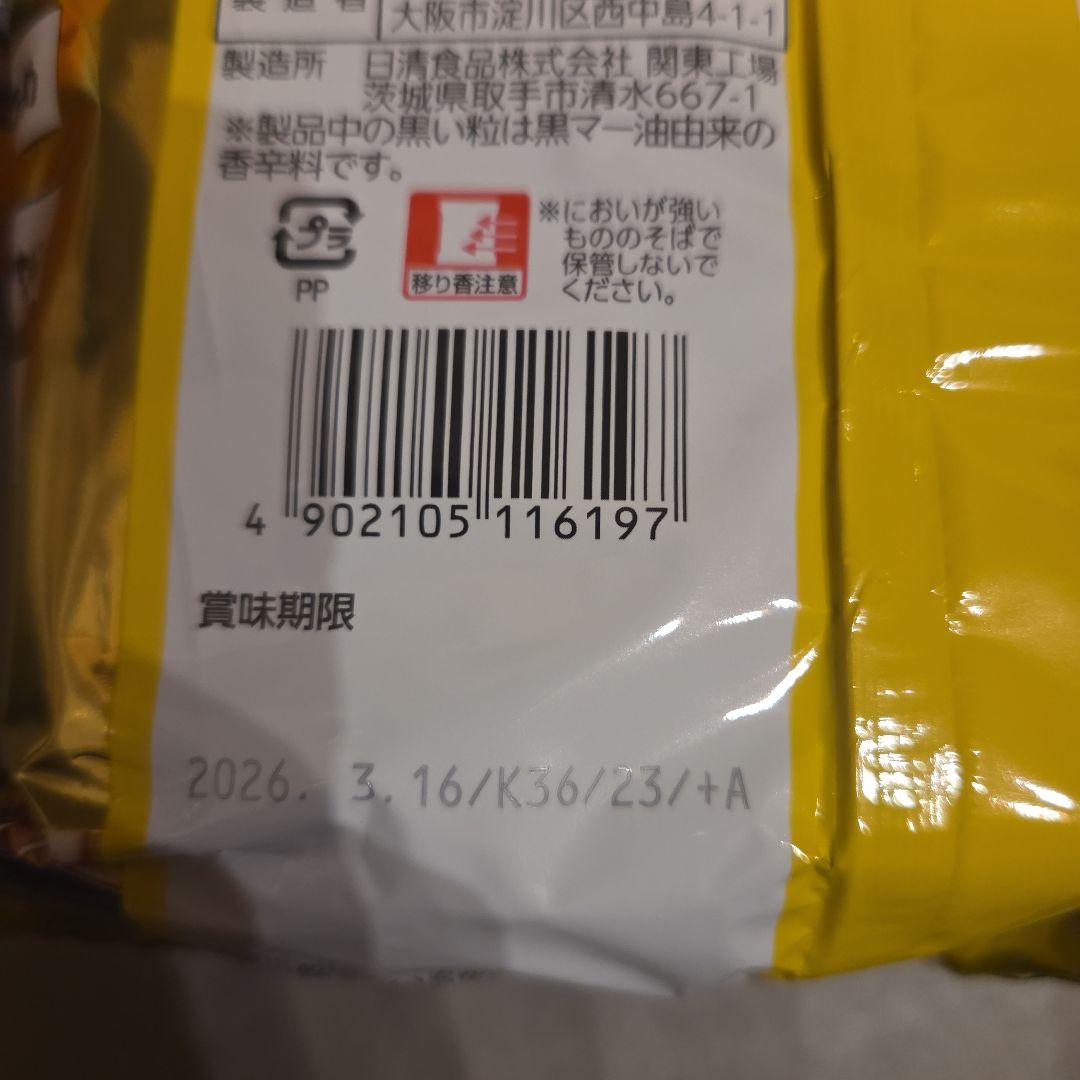 製造者
大阪市淀川区西中島4-1-1
製造所 日清食品株式会社 関東工場
茨城県取手市清水667-1
※製品中の黒い粒は黒マー油由来の
香辛料です。
プラ
PP
移り香注意
※においが強い
もののそばで
保管しないで
ください。
4 902105 116197
賞味期限
2026. 3.16/K36/23/+A